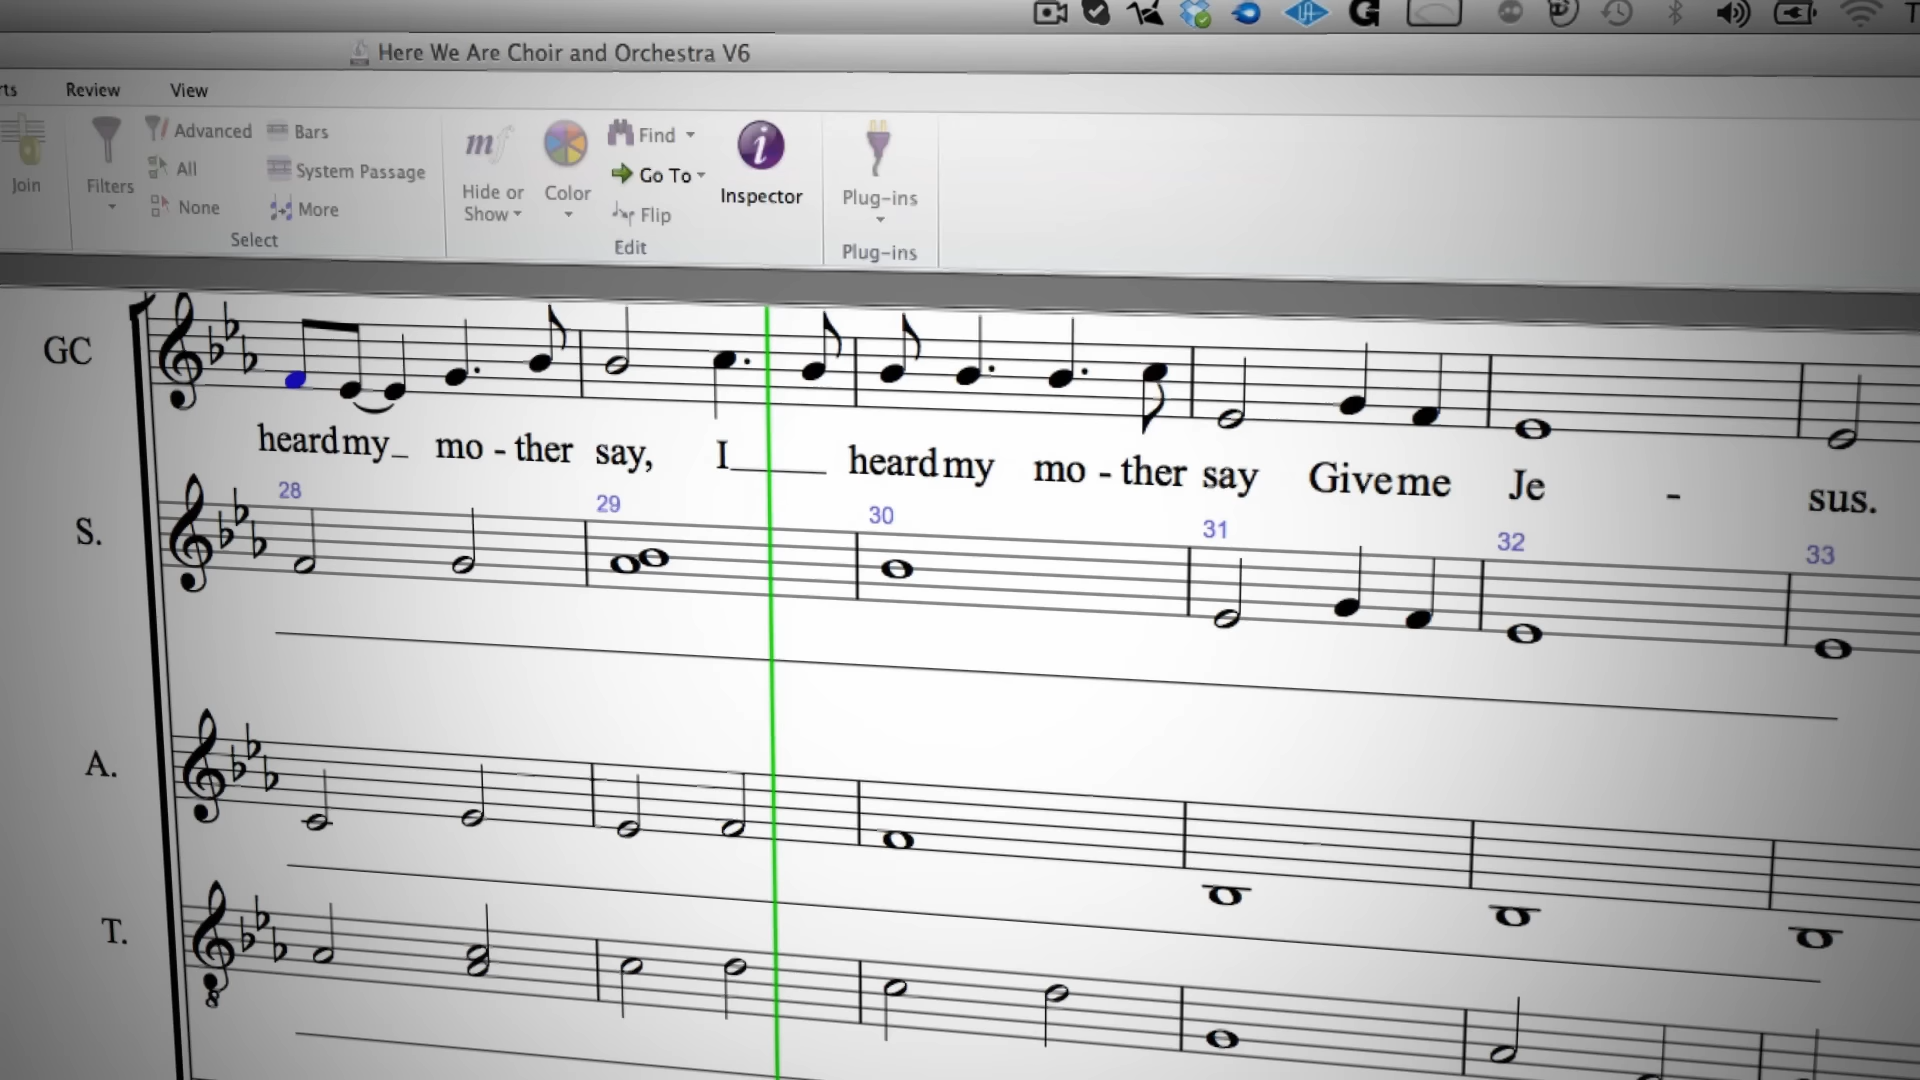 Here We Are Choir and Orchestra V6
rts Review View
Join
Filters
Advanced
All
None
Bars
System Passage
More
Select
Hide or Show
Color
Find
Go To
Flip
Inspector
Edit
Plug-ins
Plug-ins
GC
heard my_ mo - ther say, I____ heard my mo - ther say Give me Je - sus.
28 29 30 31 32 33
S.
A.
T.
8